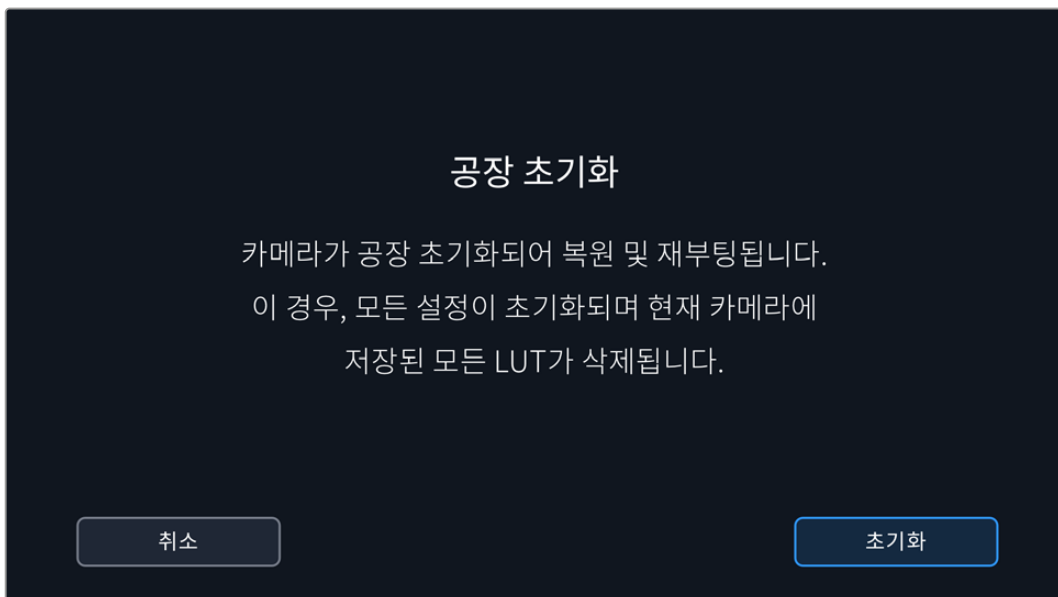 공장 초기화
카메라가 공장 초기화되어 복원 및 재부팅됩니다.
이 경우, 모든 설정이 초기화되며 현재 카메라에
저장된 모든 LUT가 삭제됩니다.
취소
초기화